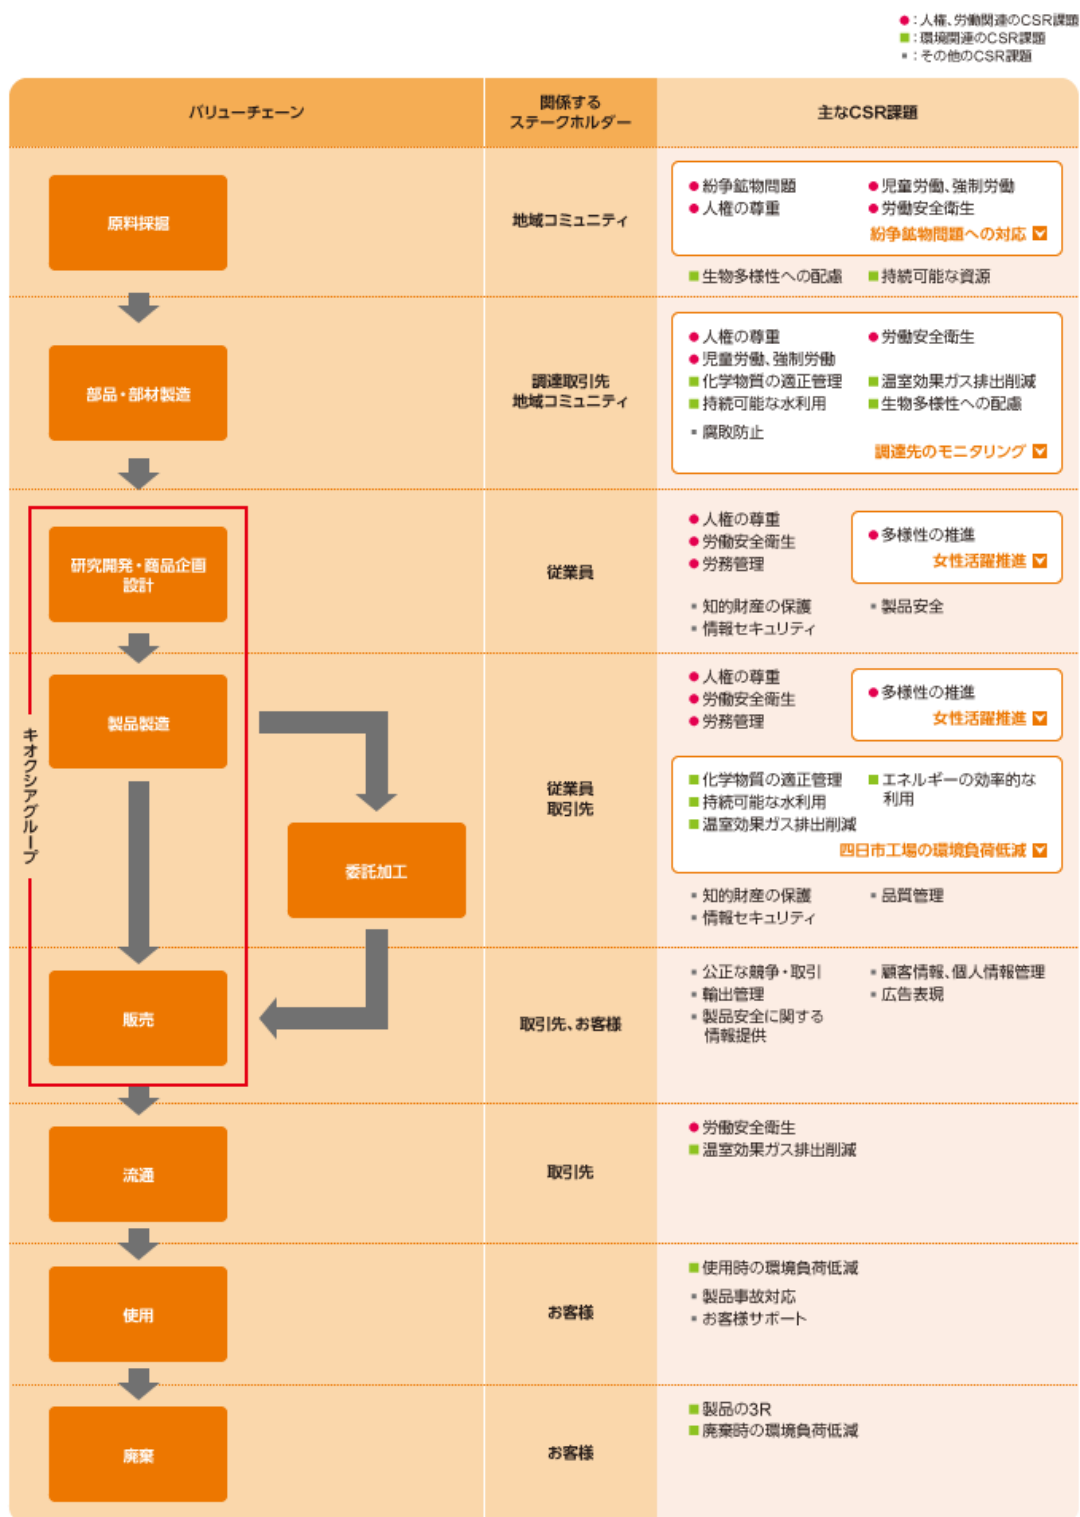 ●：人権、労働関連のCSR課題
■：環境関連のCSR課題
▪：その他のCSR課題
バリューチェーン
関係する
ステークホルダー
主なCSR課題
原料採掘
地域コミュニティ
●紛争鉱物問題
●児童労働、強制労働
●人権の尊重
●労働安全衛生
紛争鉱物問題への対応
■生物多様性への配慮
■持続可能な資源
部品・部材製造
調達取引先
地域コミュニティ
●人権の尊重
●労働安全衛生
●児童労働、強制労働
■化学物質の適正管理
■温室効果ガス排出削減
■持続可能な水利用
■生物多様性への配慮
▪腐敗防止
調達先のモニタリング
キオクシアグループ
研究開発・商品企画
設計
従業員
●人権の尊重
●労働安全衛生
●労務管理
●多様性の推進
女性活躍推進
▪知的財産の保護
▪製品安全
▪情報セキュリティ
製品製造
委託加工
従業員
取引先
●人権の尊重
●労働安全衛生
●労務管理
●多様性の推進
女性活躍推進
■化学物質の適正管理
■エネルギーの効率的な
利用
■持続可能な水利用
■温室効果ガス排出削減
四日市工場の環境負荷低減
▪知的財産の保護
▪品質管理
▪情報セキュリティ
販売
取引先、お客様
▪公正な競争・取引
▪顧客情報、個人情報管理
▪輸出管理
▪広告表現
▪製品安全に関する
情報提供
流通
取引先
●労働安全衛生
■温室効果ガス排出削減
使用
お客様
■使用時の環境負荷低減
▪製品事故対応
▪お客様サポート
廃棄
お客様
■製品の3R
■廃棄時の環境負荷低減